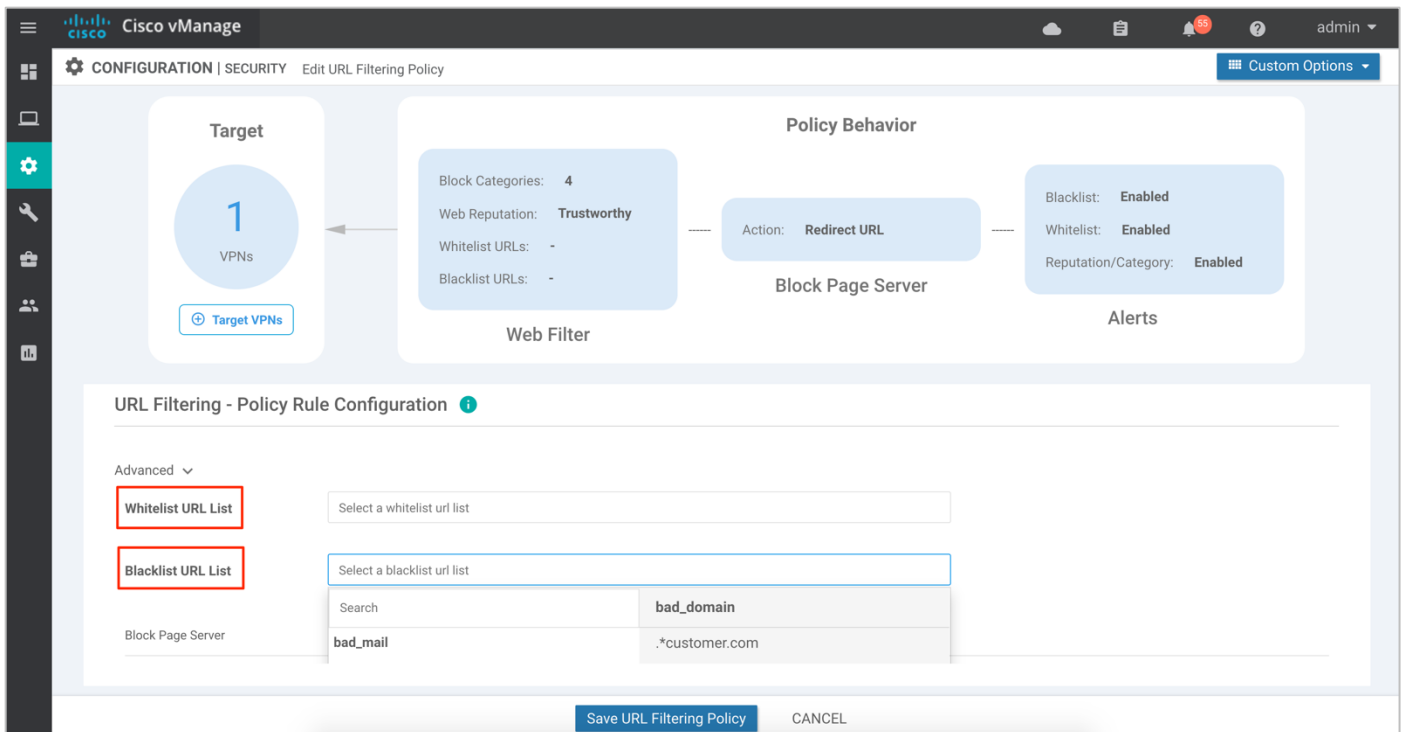 cisco Cisco vManage 55 admin
CONFIGURATION | SECURITY Edit URL Filtering Policy Custom Options
Target
1
VPNs
Target VPNs
Policy Behavior
Block Categories: 4
Web Reputation: Trustworthy
Whitelist URLs: -
Blacklist URLs: -
Web Filter
Action: Redirect URL
Block Page Server
Blacklist: Enabled
Whitelist: Enabled
Reputation/Category: Enabled
Alerts
URL Filtering - Policy Rule Configuration
Advanced
Whitelist URL List Select a whitelist url list
Blacklist URL List Select a blacklist url list
Search bad_domain
Block Page Server bad_mail .*customer.com
Save URL Filtering Policy CANCEL